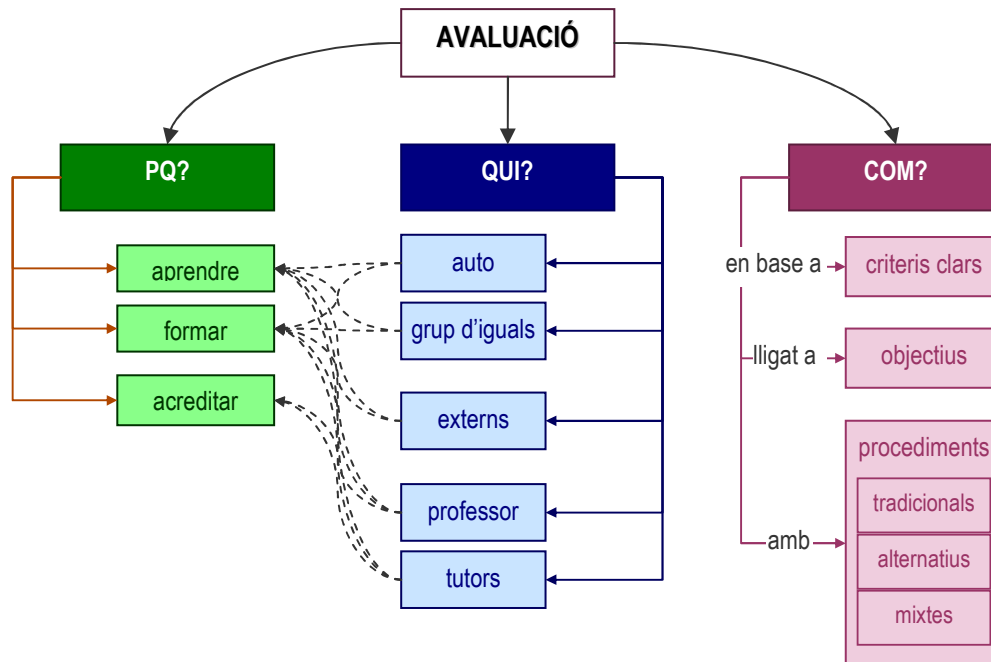 AVALUACIÓ
PQ?
QUI?
COM?
aprendre
formar
acreditar
auto
grup d’iguals
externs
professor
tutors
en base a
criteris clars
lligat a
objectius
amb
procediments
tradicionals
alternatius
mixtes